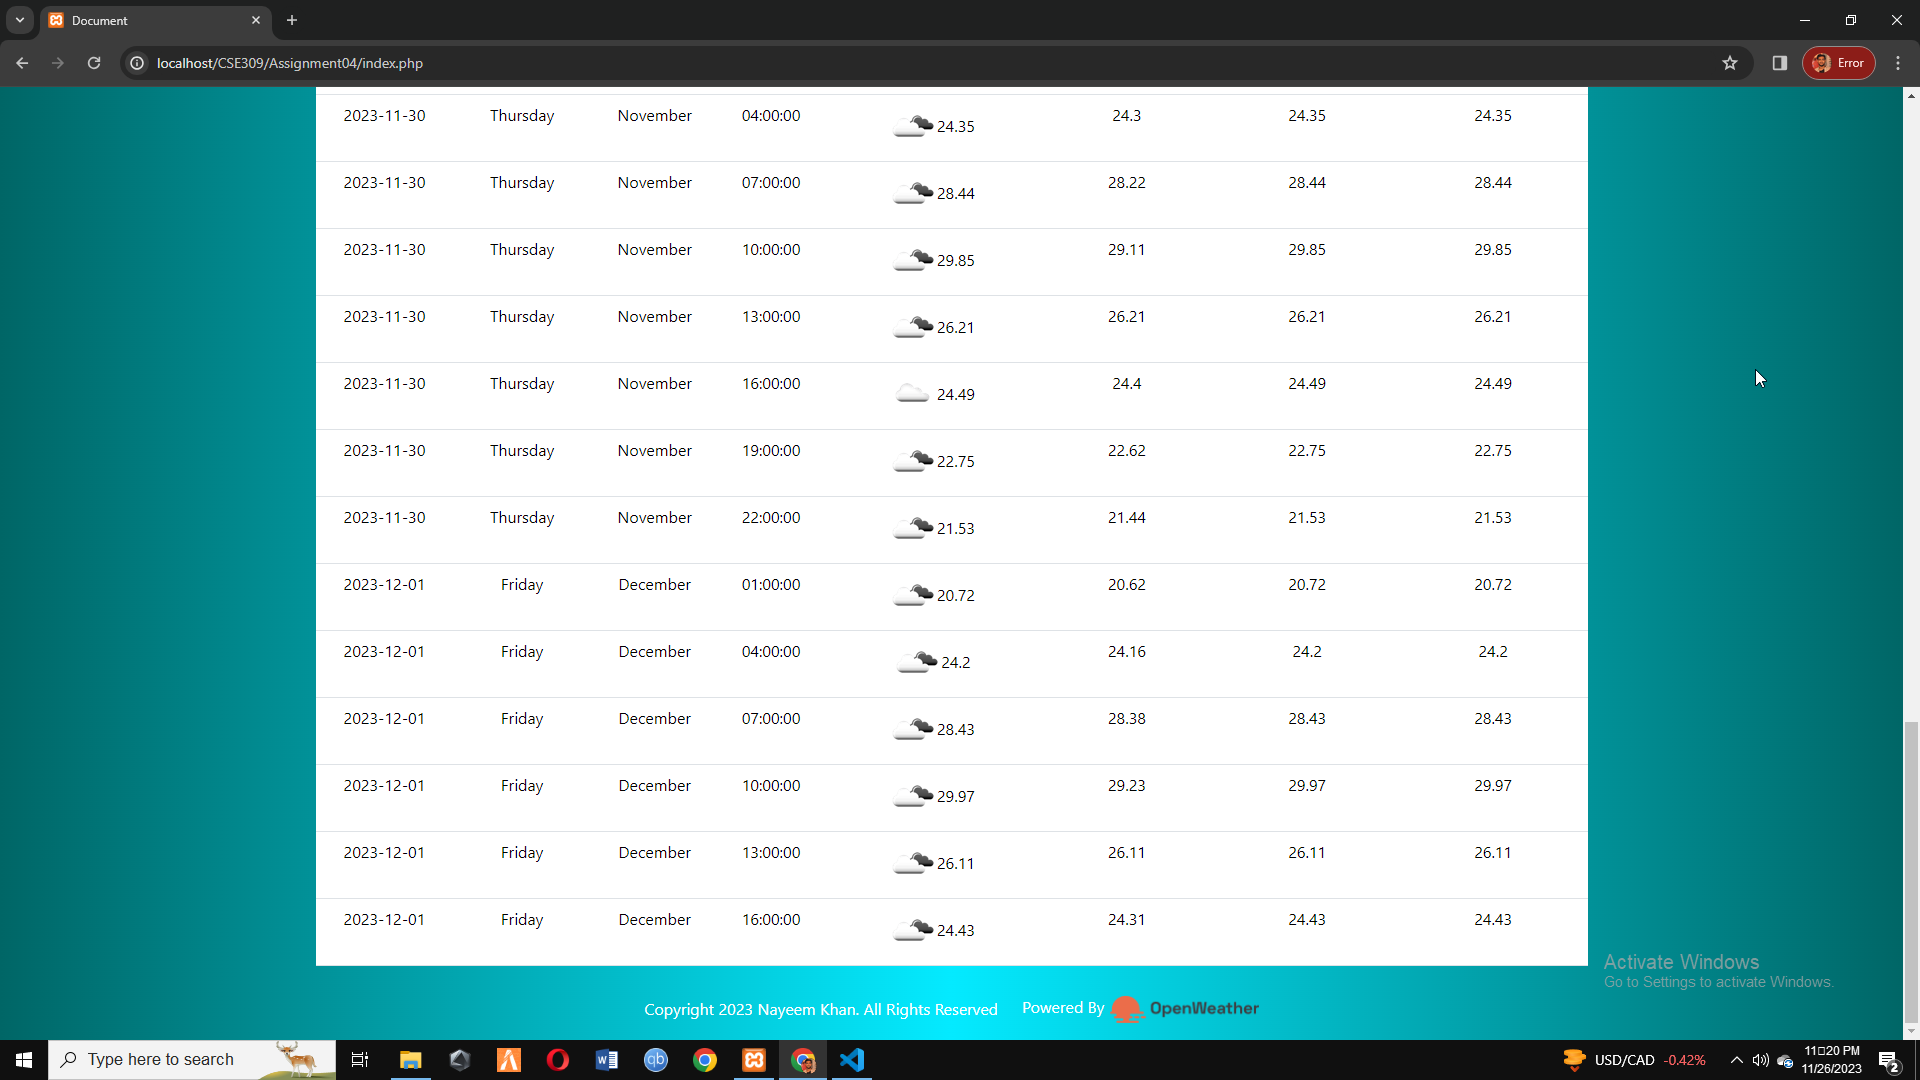 Document
localhost/CSE309/Assignment04/index.php
Error
2023-11-30 Thursday November 04:00:00 24.35 24.3 24.35 24.35
2023-11-30 Thursday November 07:00:00 28.44 28.22 28.44 28.44
2023-11-30 Thursday November 10:00:00 29.85 29.11 29.85 29.85
2023-11-30 Thursday November 13:00:00 26.21 26.21 26.21 26.21
2023-11-30 Thursday November 16:00:00 24.49 24.4 24.49 24.49
2023-11-30 Thursday November 19:00:00 22.75 22.62 22.75 22.75
2023-11-30 Thursday November 22:00:00 21.53 21.44 21.53 21.53
2023-12-01 Friday December 01:00:00 20.72 20.62 20.72 20.72
2023-12-01 Friday December 04:00:00 24.2 24.16 24.2 24.2
2023-12-01 Friday December 07:00:00 28.43 28.38 28.43 28.43
2023-12-01 Friday December 10:00:00 29.97 29.23 29.97 29.97
2023-12-01 Friday December 13:00:00 26.11 26.11 26.11 26.11
2023-12-01 Friday December 16:00:00 24.43 24.31 24.43 24.43
Activate Windows
Go to Settings to activate Windows.
Copyright 2023 Nayeem Khan. All Rights Reserved Powered By OpenWeather
Type here to search
qb
USD/CAD -0.42%
11□20 PM
11/26/2023
2